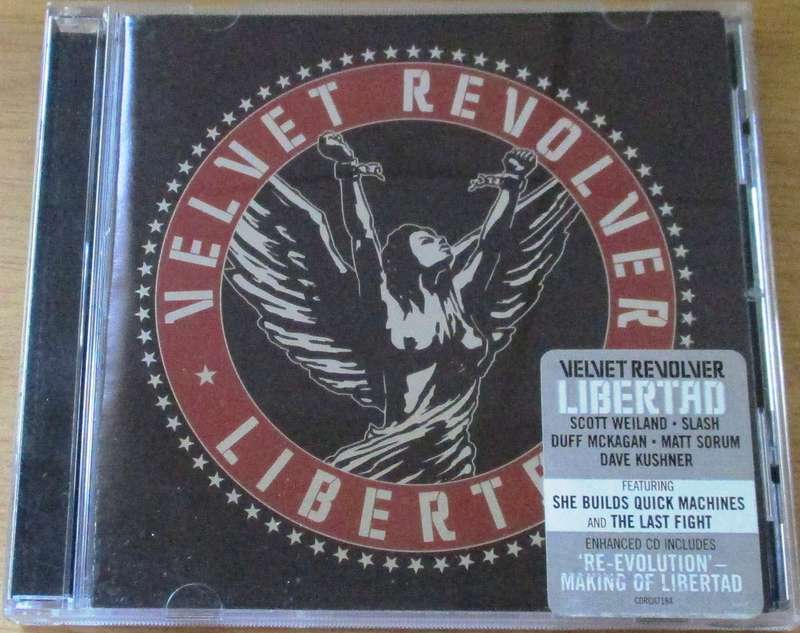 VELVET REVOLVER
LIBERT
VELVET REVOLVER
LIBERTAD
SCOTT WEILAND • SLASH
DUFF MCKAGAN • MATT SORUM
DAVE KUSHNER
FEATURING
SHE BUILDS QUICK MACHINES
AND THE LAST FIGHT
ENHANCED CD INCLUDES
'RE-EVOLUTION'–
MAKING OF LIBERTAD